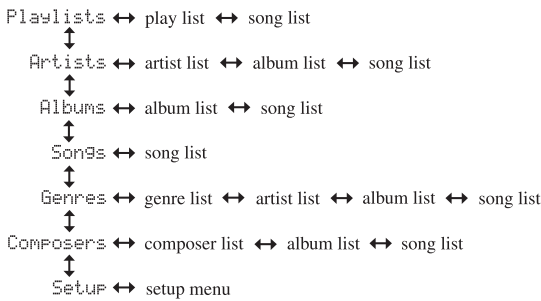 Playlists ↔ play list ↔ song list
Artists ↔ artist list ↔ album list ↔ song list
Albums ↔ album list ↔ song list
Songs ↔ song list
Genres ↔ genre list ↔ artist list ↔ album list ↔ song list
Composers ↔ composer list ↔ album list ↔ song list
Setup ↔ setup menu